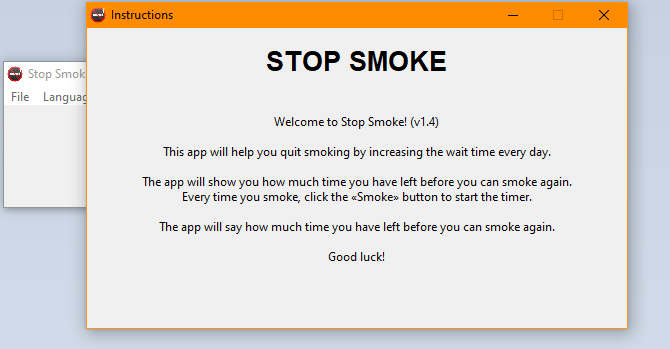 Instructions
STOP SMOKE
Stop
File
Welcome to Stop Smoke! (v1.4)
This app will help you quit smoking by increasing the wait time every day.
The app will show you how much time you have left before you can smoke again.
Every time you smoke, click the «Smoke» button to start the timer.
The app will say how much time you have left before you can smoke again.
Good luck!